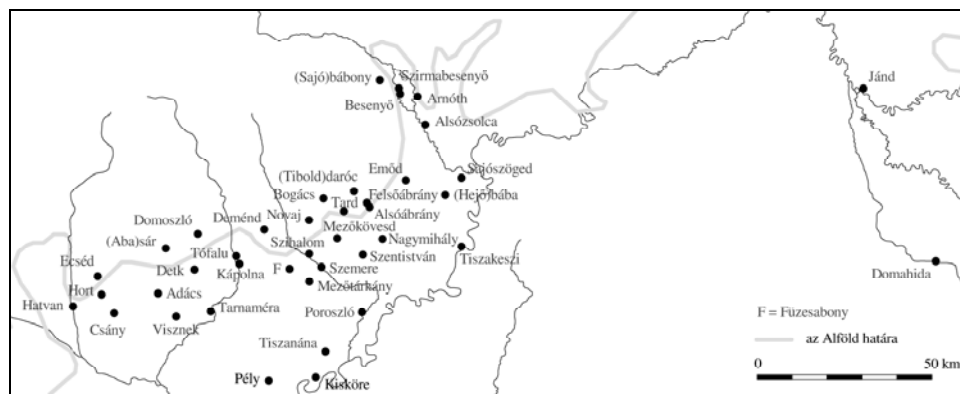 Jánd
(Sajó)bábony
Szirmabesenyő
Besenyő
Arnóth
Alsózsolca
(Tibold)daróc
Emőd
Sajószöged
Bogács
Tard
Felsőábrány
(Hejő)bába
Alsóábrány
Domoszló
Deménd
Novaj
Mezőkövesd
(Aba)sár
Szihalom
Nagymihály
Tófalu
Szentistván
Tiszakeszi
Ecséd
Detk
Kápolna
F
Szemere
Domahida
Hort
Adács
Mezőtárkány
Hatvan
Tarnaméra
Poroszló
Csány
Visznek
F = Füzesabony
Tiszanána
az Alföld határa
Pély
Kisköre
0 50 km